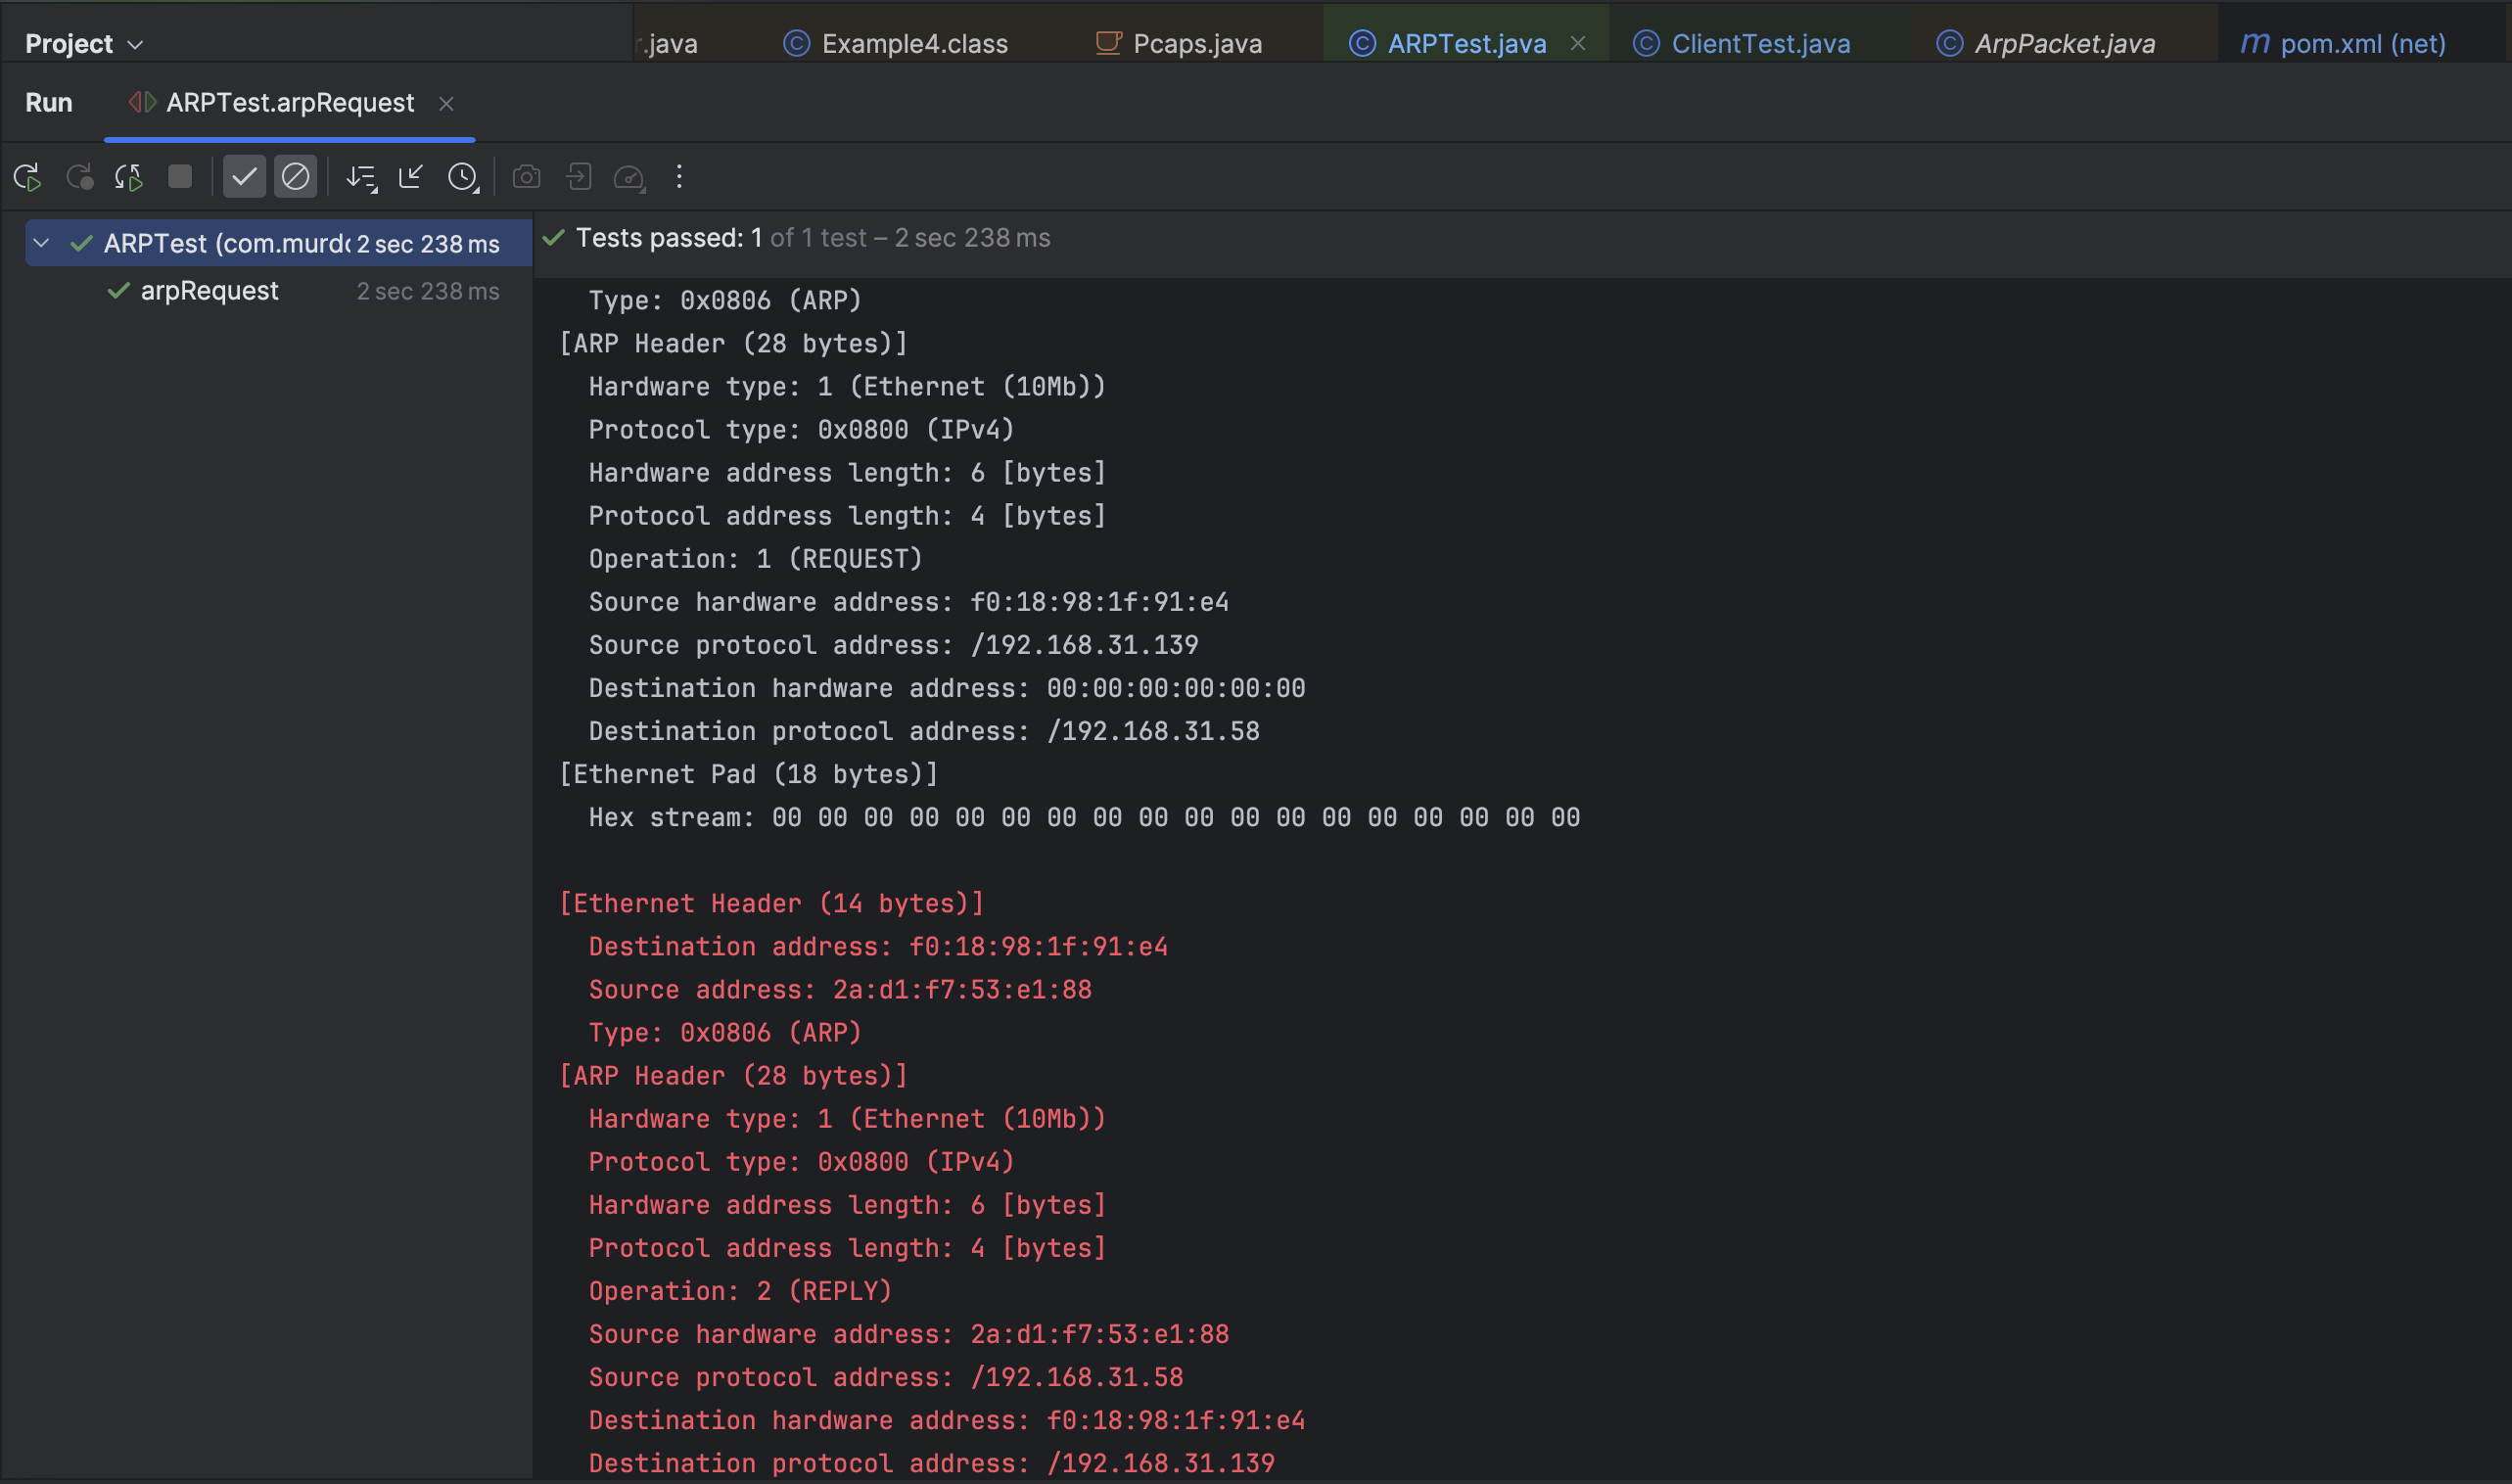 Project
.java
Example4.class
Pcaps.java
ARPTest.java
ClientTest.java
ArpPacket.java
m pom.xml (net)
Run
ARPTest.arpRequest
ARPTest (com.murd 2 sec 238 ms
arpRequest 2 sec 238 ms
Tests passed: 1 of 1 test – 2 sec 238 ms
Type: 0x0806 (ARP)
[ARP Header (28 bytes)]
Hardware type: 1 (Ethernet (10Mb))
Protocol type: 0x0800 (IPv4)
Hardware address length: 6 [bytes]
Protocol address length: 4 [bytes]
Operation: 1 (REQUEST)
Source hardware address: f0:18:98:1f:91:e4
Source protocol address: /192.168.31.139
Destination hardware address: 00:00:00:00:00:00
Destination protocol address: /192.168.31.58
[Ethernet Pad (18 bytes)]
Hex stream: 00 00 00 00 00 00 00 00 00 00 00 00 00 00 00 00 00 00
[Ethernet Header (14 bytes)]
Destination address: f0:18:98:1f:91:e4
Source address: 2a:d1:f7:53:e1:88
Type: 0x0806 (ARP)
[ARP Header (28 bytes)]
Hardware type: 1 (Ethernet (10Mb))
Protocol type: 0x0800 (IPv4)
Hardware address length: 6 [bytes]
Protocol address length: 4 [bytes]
Operation: 2 (REPLY)
Source hardware address: 2a:d1:f7:53:e1:88
Source protocol address: /192.168.31.58
Destination hardware address: f0:18:98:1f:91:e4
Destination protocol address: /192.168.31.139